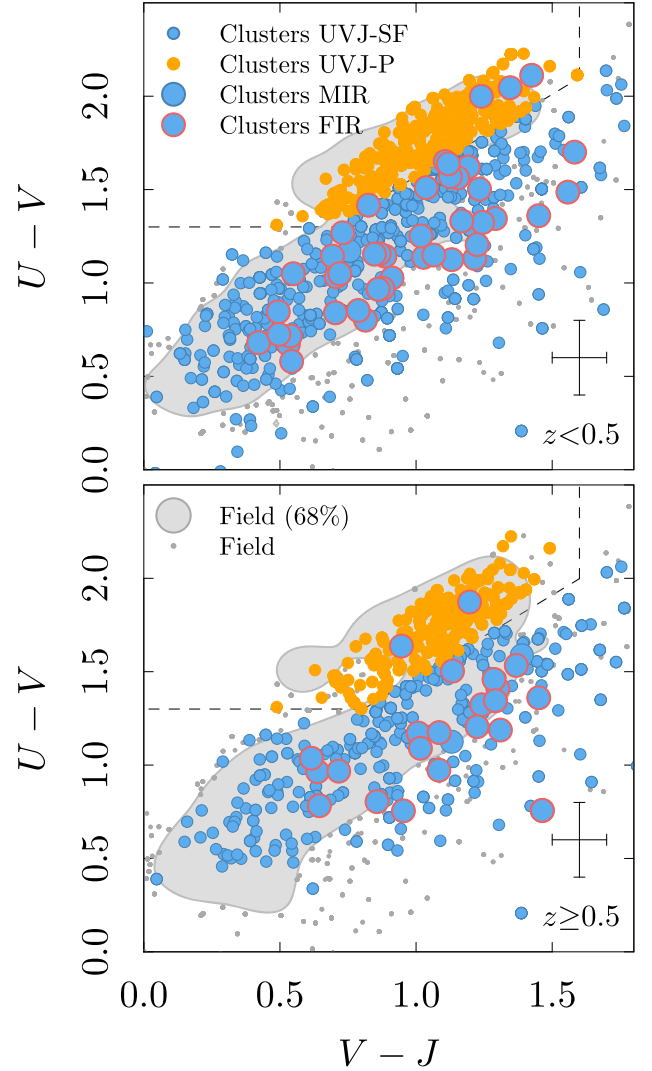 Clusters UVJ-SF
Clusters UVJ-P
Clusters MIR
Clusters FIR
2.0
1.5
1.0
0.5
0.0
U − V
z<0.5
Field (68%)
Field
2.0
1.5
1.0
0.5
0.0
U − V
z≥0.5
0.0 0.5 1.0 1.5
V − J